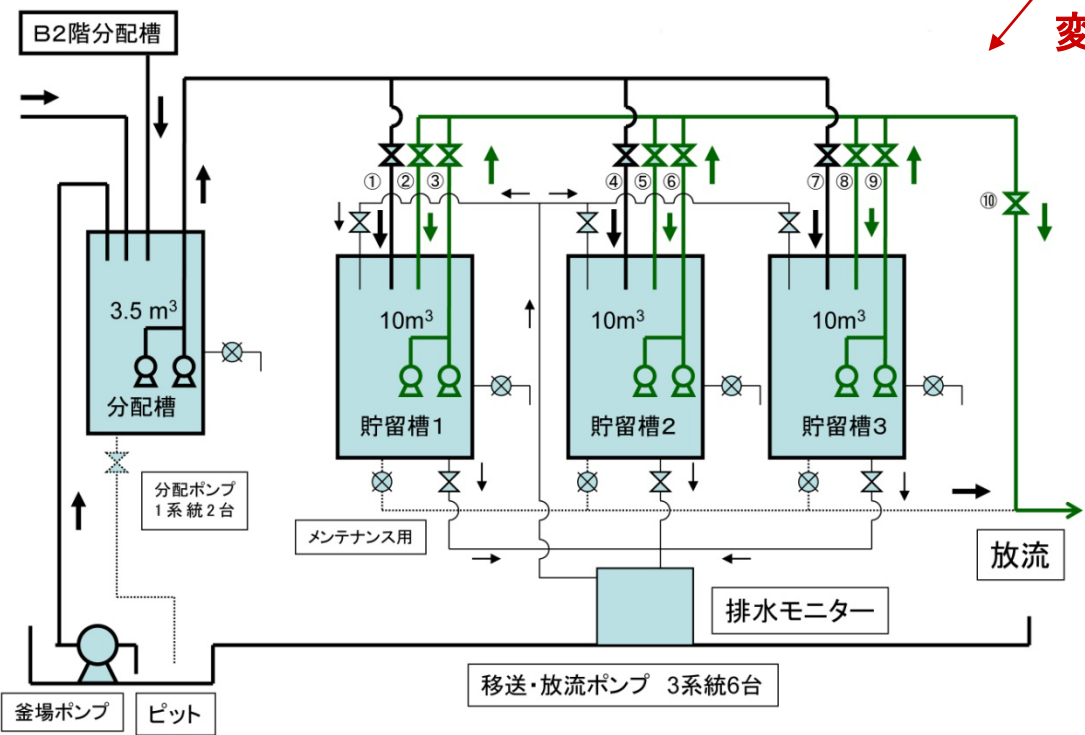 変
B2階分配槽
① ② ③ ④ ⑤ ⑥ ⑦ ⑧ ⑨
⑩
3.5 m³
分配槽
10m³
貯留槽1
10m³
貯留槽2
10m³
貯留槽3
分配ポンプ
1系統2台
メンテナンス用
放流
排水モニター
移送・放流ポンプ 3系統6台
釜場ポンプ
ピット